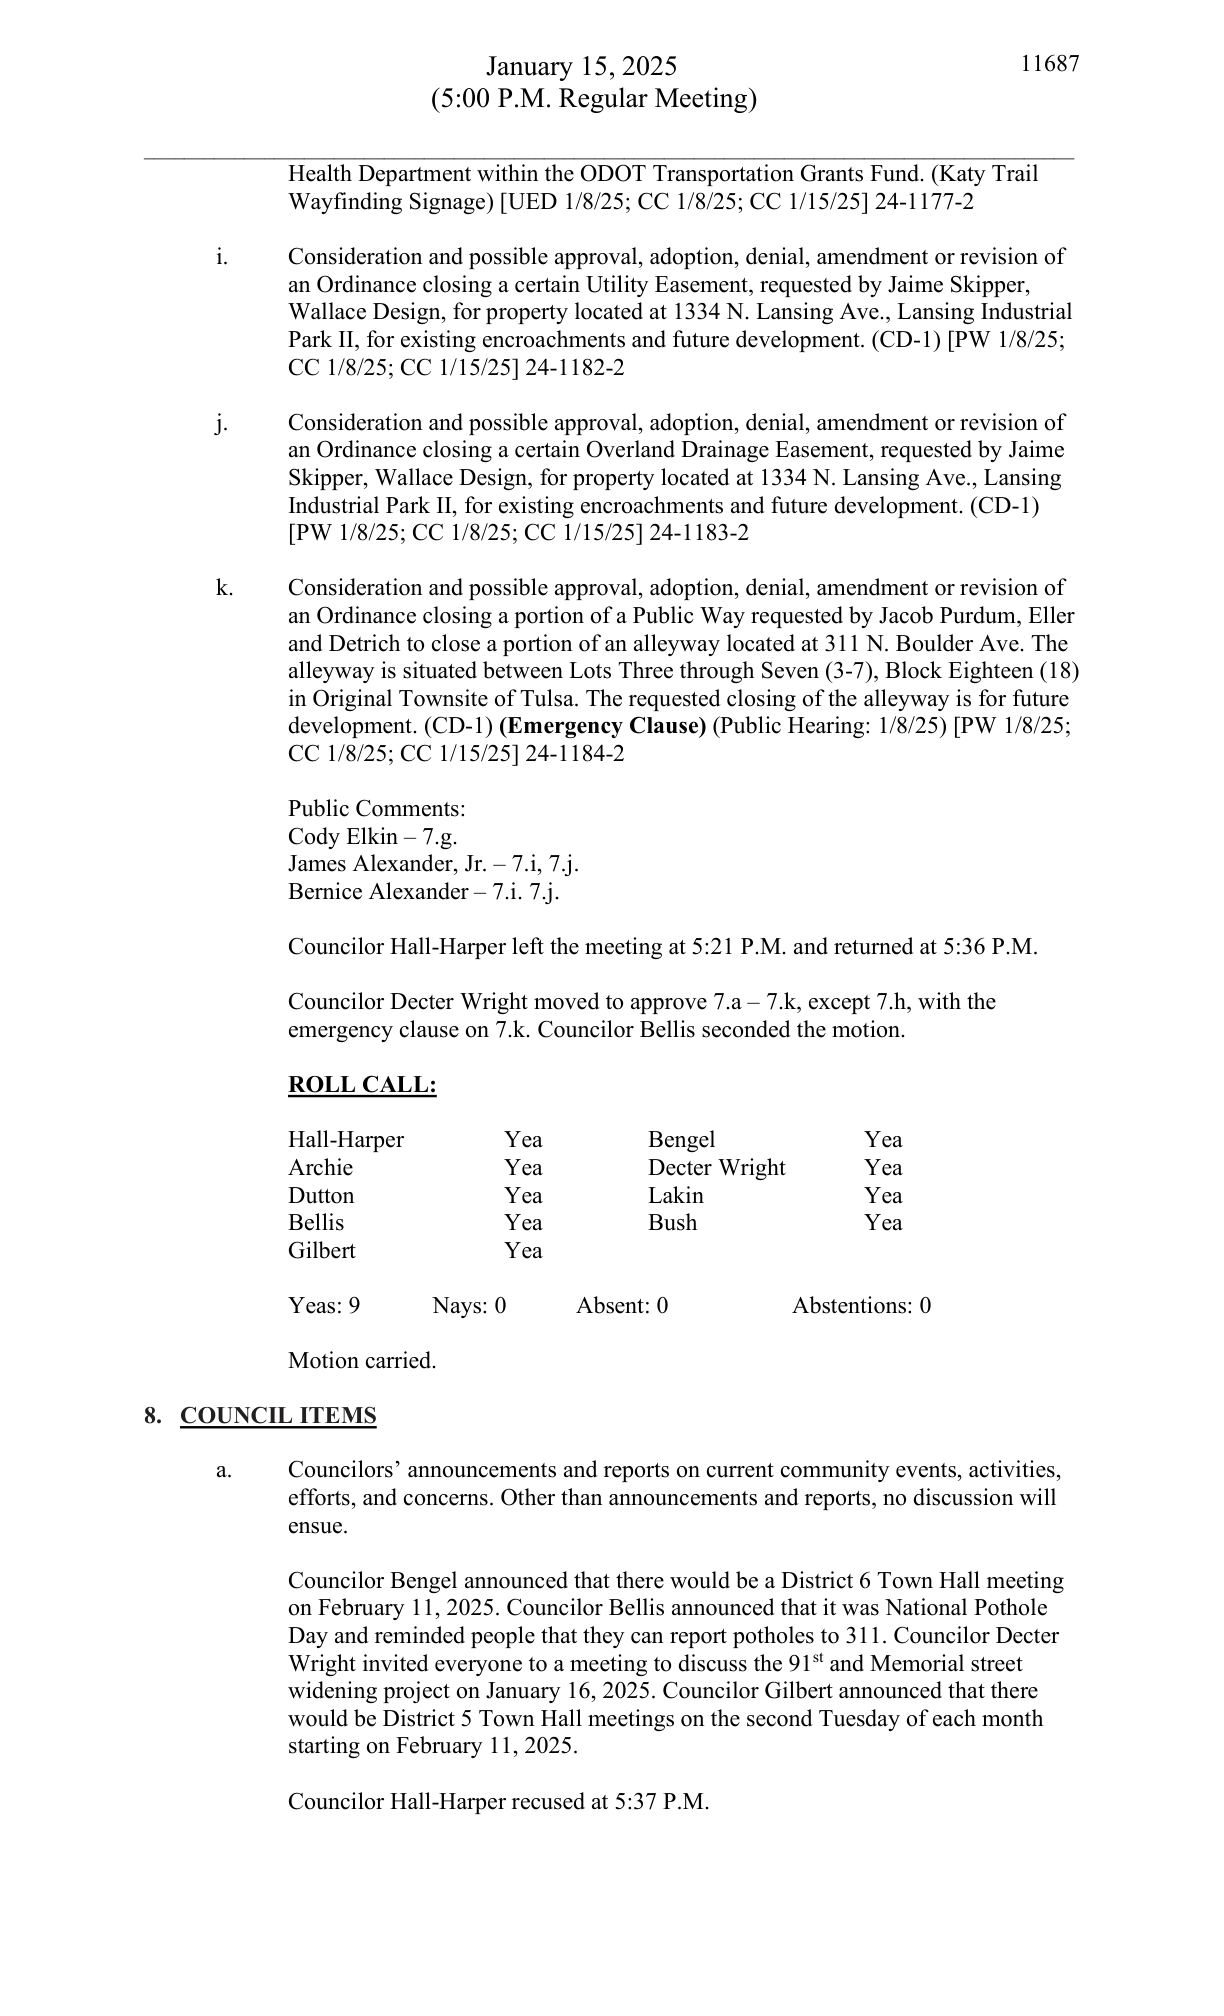 January 15, 2025
11687
(5:00 P.M. Regular Meeting)
Health Department within the ODOT Transportation Grants Fund. (Katy Trail
Wayfinding Signage) [UED 1/8/25; CC 1/8/25; CC 1/15/25] 24-1177-2
i. Consideration and possible approval, adoption, denial, amendment or revision of
an Ordinance closing a certain Utility Easement, requested by Jaime Skipper,
Wallace Design, for property located at 1334 N. Lansing Ave., Lansing Industrial
Park II, for existing encroachments and future development. (CD-1) [PW 1/8/25;
CC 1/8/25; CC 1/15/25] 24-1182-2
j. Consideration and possible approval, adoption, denial, amendment or revision of
an Ordinance closing a certain Overland Drainage Easement, requested by Jaime
Skipper, Wallace Design, for property located at 1334 N. Lansing Ave., Lansing
Industrial Park II, for existing encroachments and future development. (CD-1)
[PW 1/8/25; CC 1/8/25; CC 1/15/25] 24-1183-2
k. Consideration and possible approval, adoption, denial, amendment or revision of
an Ordinance closing a portion of a Public Way requested by Jacob Purdum, Eller
and Detrich to close a portion of an alleyway located at 311 N. Boulder Ave. The
alleyway is situated between Lots Three through Seven (3-7), Block Eighteen (18)
in Original Townsite of Tulsa. The requested closing of the alleyway is for future
development. (CD-1) (Emergency Clause) (Public Hearing: 1/8/25) [PW 1/8/25;
CC 1/8/25; CC 1/15/25] 24-1184-2
Public Comments:
Cody Elkin – 7.g.
James Alexander, Jr. – 7.i, 7.j.
Bernice Alexander – 7.i. 7.j.
Councilor Hall-Harper left the meeting at 5:21 P.M. and returned at 5:36 P.M.
Councilor Decter Wright moved to approve 7.a – 7.k, except 7.h, with the
emergency clause on 7.k. Councilor Bellis seconded the motion.
ROLL CALL:
Hall-Harper Yea Bengel Yea
Archie Yea Decter Wright Yea
Dutton Yea Lakin Yea
Bellis Yea Bush Yea
Gilbert Yea
Yeas: 9 Nays: 0 Absent: 0 Abstentions: 0
Motion carried.
8. COUNCIL ITEMS
a. Councilors’ announcements and reports on current community events, activities,
efforts, and concerns. Other than announcements and reports, no discussion will
ensue.
Councilor Bengel announced that there would be a District 6 Town Hall meeting
on February 11, 2025. Councilor Bellis announced that it was National Pothole
Day and reminded people that they can report potholes to 311. Councilor Decter
Wright invited everyone to a meeting to discuss the 91st and Memorial street
widening project on January 16, 2025. Councilor Gilbert announced that there
would be District 5 Town Hall meetings on the second Tuesday of each month
starting on February 11, 2025.
Councilor Hall-Harper recused at 5:37 P.M.